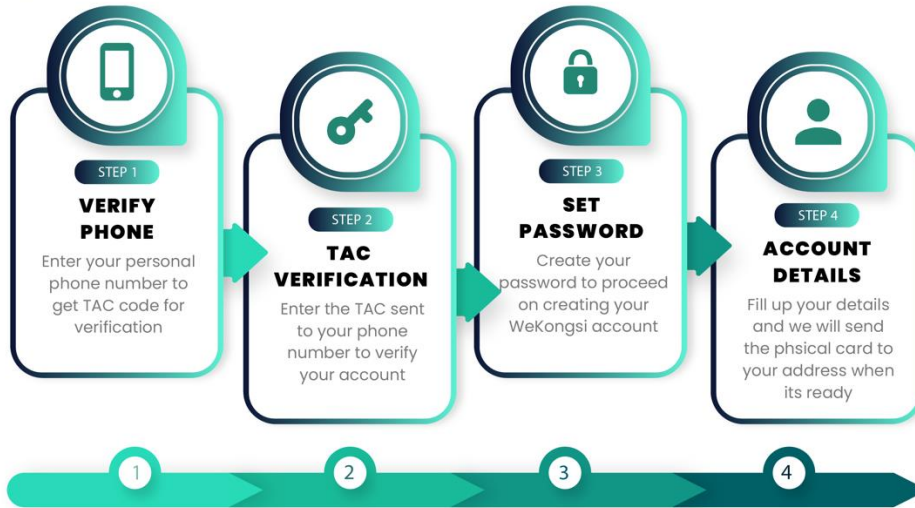 STEP 1
VERIFY
PHONE
Enter your personal
phone number to
get TAC code for
verification
STEP 2
TAC
VERIFICATION
Enter the TAC sent
to your phone
number to verify
your account
STEP 3
SET
PASSWORD
Create your
password to proceed
on creating your
WeKongsi account
STEP 4
ACCOUNT
DETAILS
Fill up your details
and we will send
the phsical card to
your address when
its ready
1
2
3
4